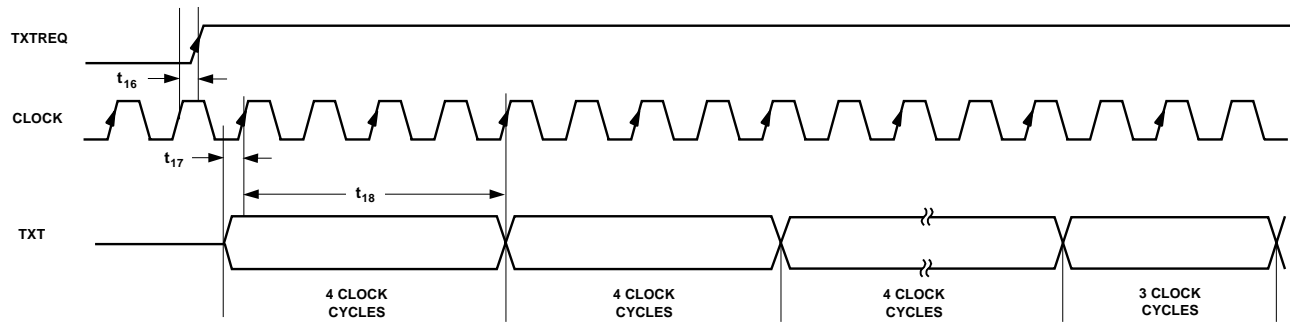 TXTREQ
t16
CLOCK
t17
t18
TXT
4 CLOCK
CYCLES
4 CLOCK
CYCLES
4 CLOCK
CYCLES
3 CLOCK
CYCLES